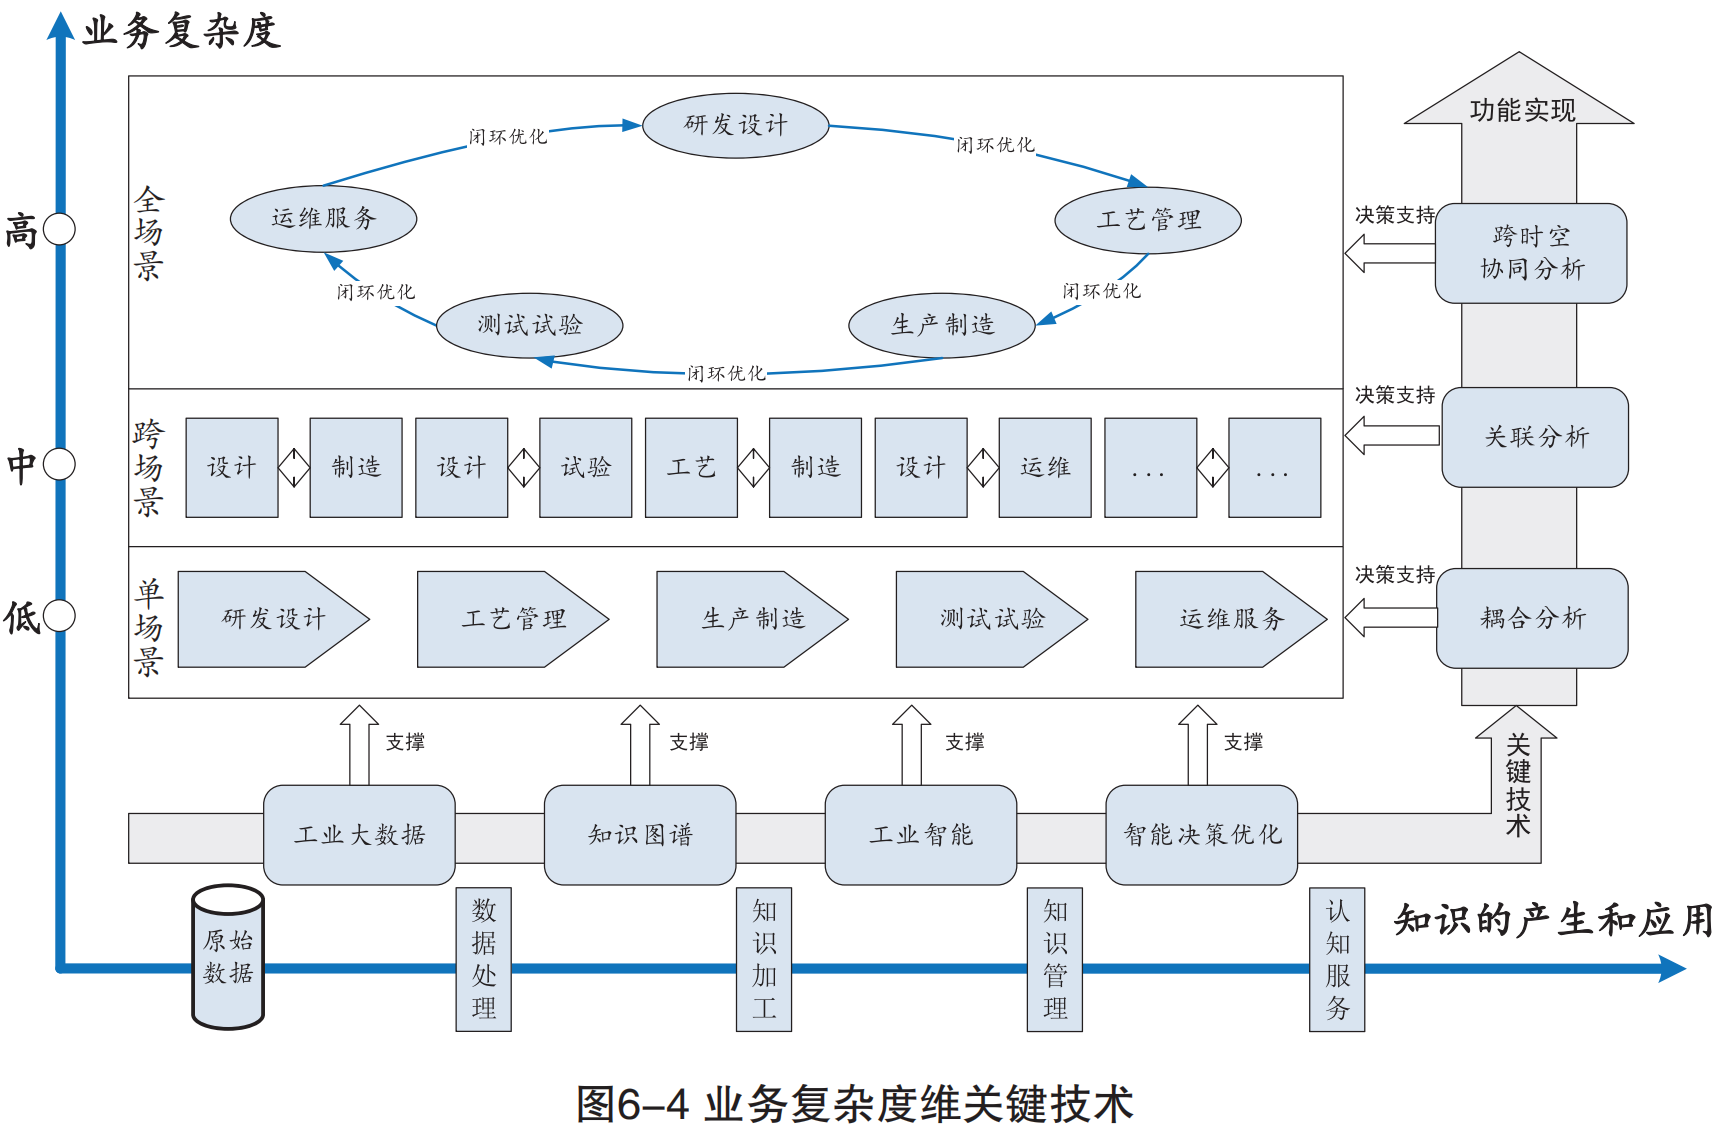 业务复杂度
功能实现
研发设计
闭环优化
闭环优化
全场景
高
运维服务
工艺管理
决策支持
跨时空
协同分析
闭环优化
闭环优化
测试试验
生产制造
闭环优化
决策支持
跨场景
中
设计
制造
设计
试验
工艺
制造
设计
运维
...
...
关联分析
决策支持
单场景
低
研发设计
工艺管理
生产制造
测试试验
运维服务
耦合分析
支撑
支撑
支撑
支撑
关键技术
工业大数据
知识图谱
工业智能
智能决策优化
原始
数据
数据处理
知识加工
知识管理
认知服务
知识的产生和应用
图6-4 业务复杂度维关键技术